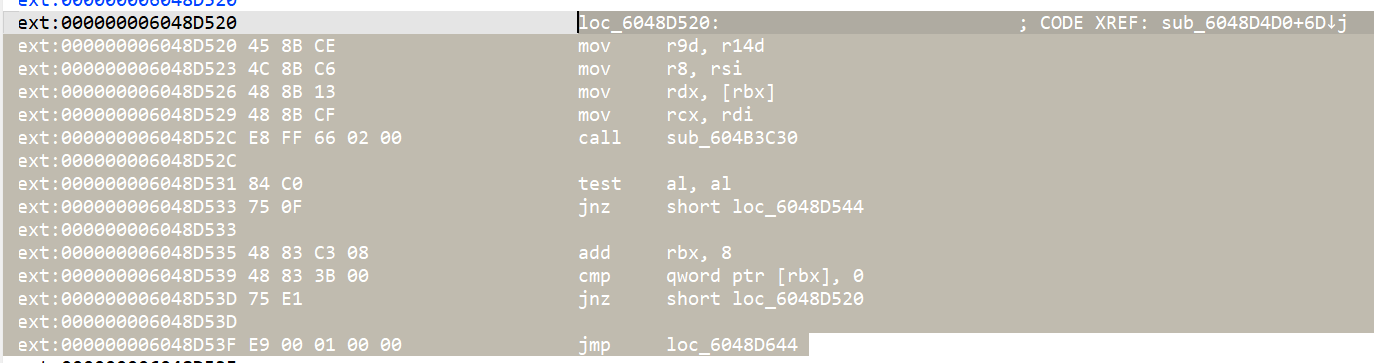 ext:000000006048D520
ext:000000006048D520 loc_6048D520: ; CODE XREF: sub_6048D4D0+6D↓j
ext:000000006048D520 45 8B CE mov r9d, r14d
ext:000000006048D523 4C 8B C6 mov r8, rsi
ext:000000006048D526 48 8B 13 mov rdx, [rbx]
ext:000000006048D529 48 8B CF mov rcx, rdi
ext:000000006048D52C E8 FF 66 02 00 call sub_604B3C30
ext:000000006048D52C
ext:000000006048D531 84 C0 test al, al
ext:000000006048D533 75 0F jnz short loc_6048D544
ext:000000006048D533
ext:000000006048D535 48 83 C3 08 add rbx, 8
ext:000000006048D539 48 83 3B 00 cmp qword ptr [rbx], 0
ext:000000006048D53D 75 E1 jnz short loc_6048D520
ext:000000006048D53D
ext:000000006048D53F E9 00 01 00 00 jmp loc_6048D644